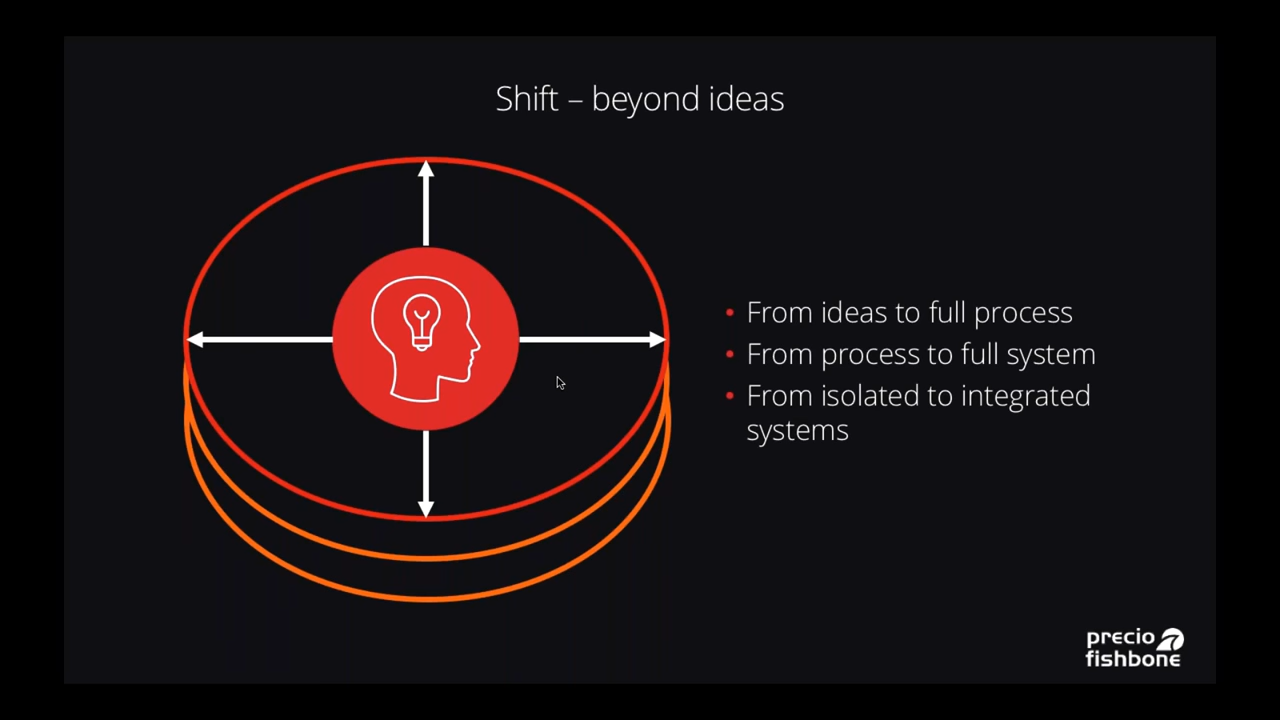 Shift – beyond ideas
From ideas to full process
From process to full system
From isolated to integrated
systems
precio
fishbone